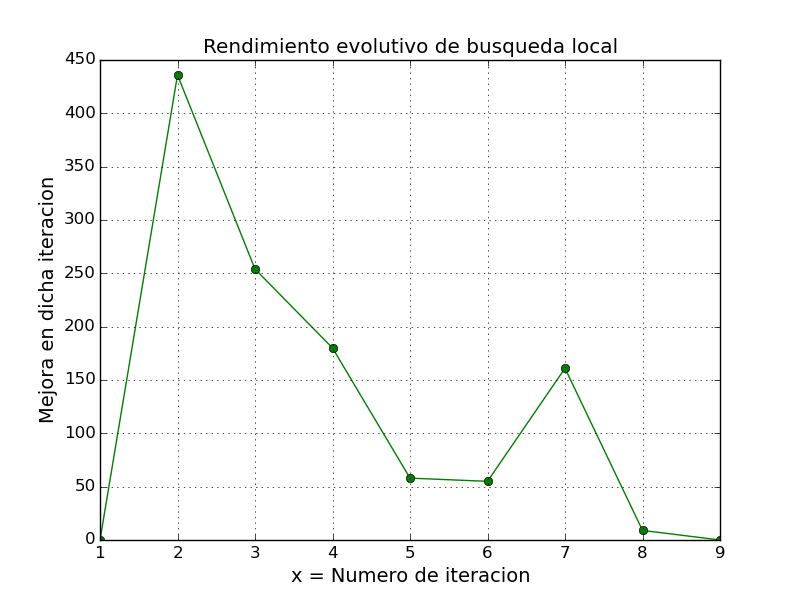 Rendimiento evolutivo de busqueda local
Mejora en dicha iteracion
450
400
350
300
250
200
150
100
50
0
1 2 3 4 5 6 7 8 9
x = Numero de iteracion